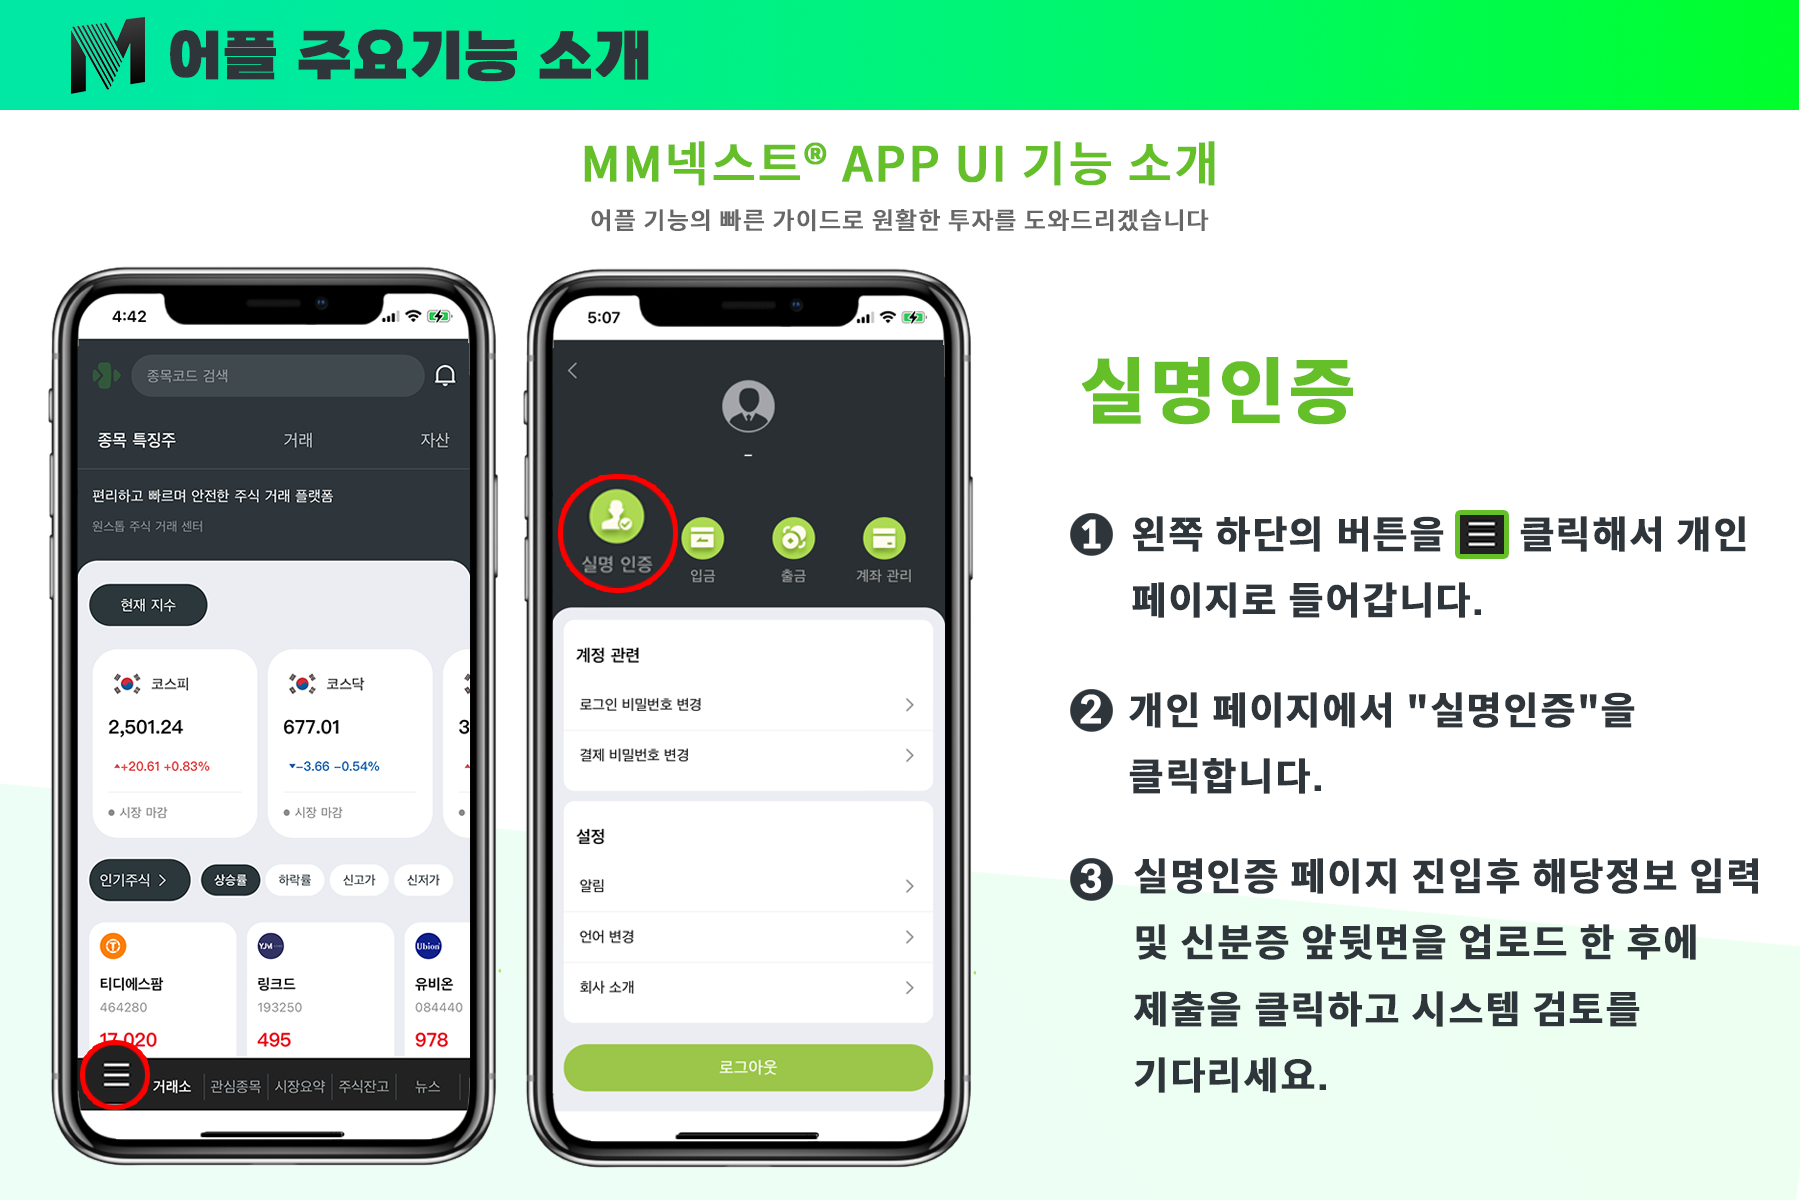 M 어플 주요기능 소개
MM넥스트® APP UI 기능 소개
어플 기능의 빠른 가이드로 원활한 투자를 도와드리겠습니다
4:42
종목코드 검색
종목 특징주 거래 자산
편리하고 빠르며 안전한 주식 거래 플랫폼
원스톱 주식 거래 센터
현재 지수
코스피 코스닥
2,501.24 677.01 3
+20.61 +0.83% -3.66 -0.54%
시장 마감 시장 마감
인기주식 상승률 하락률 신고가 신저가
YJM Ubion
티디에스팜 링크드 유비온
464280 193250 084440
17,020 495 978
거래소 관심종목 시장요약 주식잔고 뉴스
5:07
–
실명 인증 입금 출금 계좌 관리
계정 관련
로그인 비밀번호 변경
결제 비밀번호 변경
설정
알림
언어 변경
회사 소개
로그아웃
실명인증
1 왼쪽 하단의 버튼을 클릭해서 개인
페이지로 들어갑니다.
2 개인 페이지에서 "실명인증"을
클릭합니다.
3 실명인증 페이지 진입후 해당정보 입력
및 신분증 앞뒷면을 업로드 한 후에
제출을 클릭하고 시스템 검토를
기다리세요.